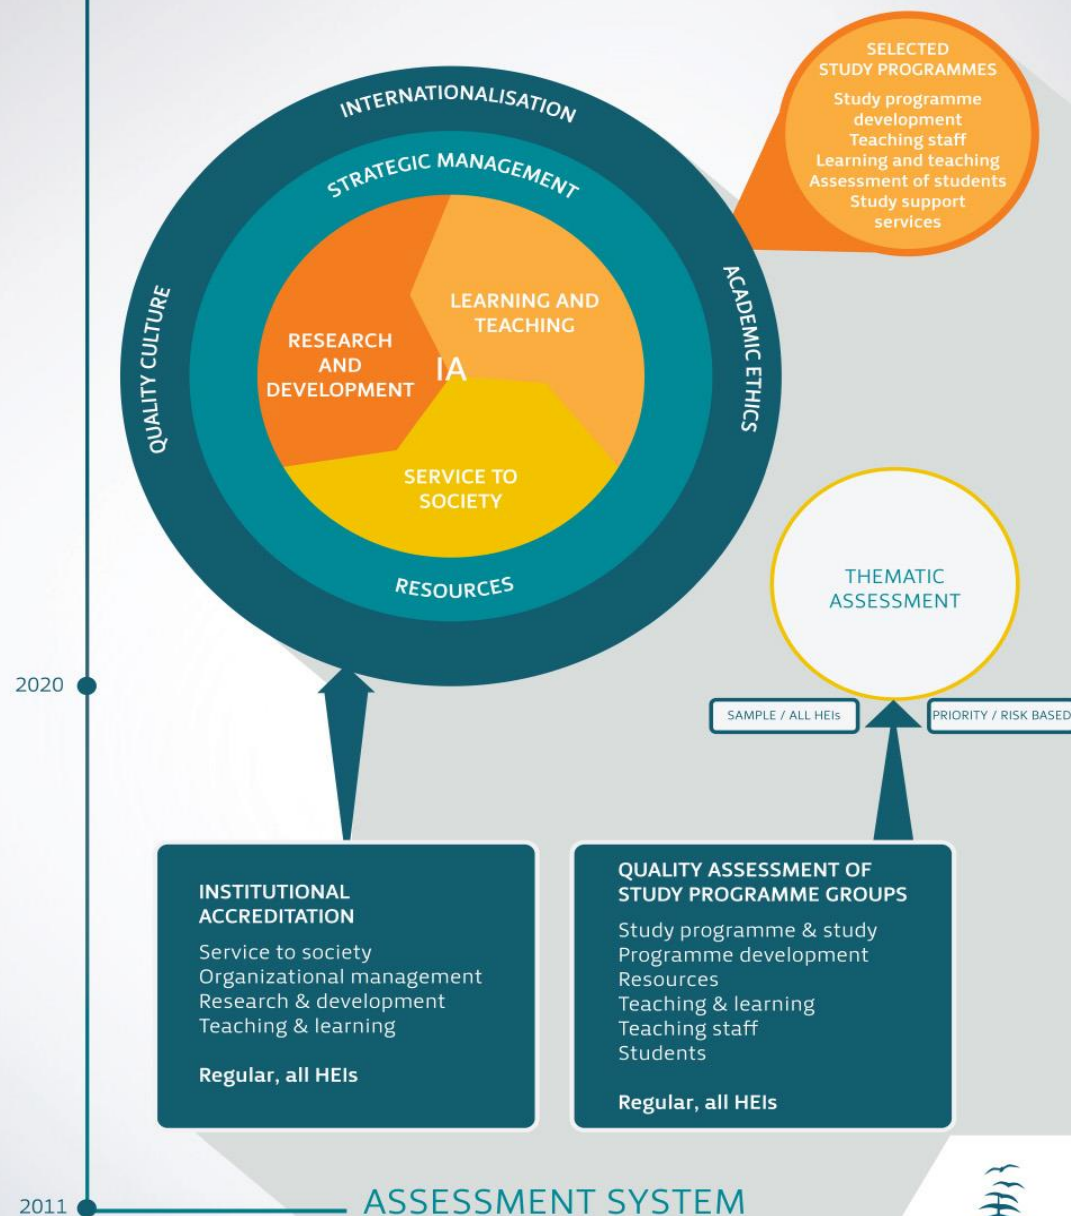 SELECTED
STUDY PROGRAMMES
Study programme
development
Teaching staff
Learning and teaching
Assessment of students
Study support
services
INTERNATIONALISATION
STRATEGIC MANAGEMENT
QUALITY CULTURE
ACADEMIC ETHICS
LEARNING AND
TEACHING
RESEARCH
AND
DEVELOPMENT
IA
SERVICE TO
SOCIETY
RESOURCES
THEMATIC
ASSESSMENT
2020
SAMPLE / ALL HEIs
PRIORITY / RISK BASED
INSTITUTIONAL
ACCREDITATION
Service to society
Organizational management
Research & development
Teaching & learning
Regular, all HEIs
QUALITY ASSESSMENT OF
STUDY PROGRAMME GROUPS
Study programme & study
Programme development
Resources
Teaching & learning
Teaching staff
Students
Regular, all HEIs
2011
ASSESSMENT SYSTEM